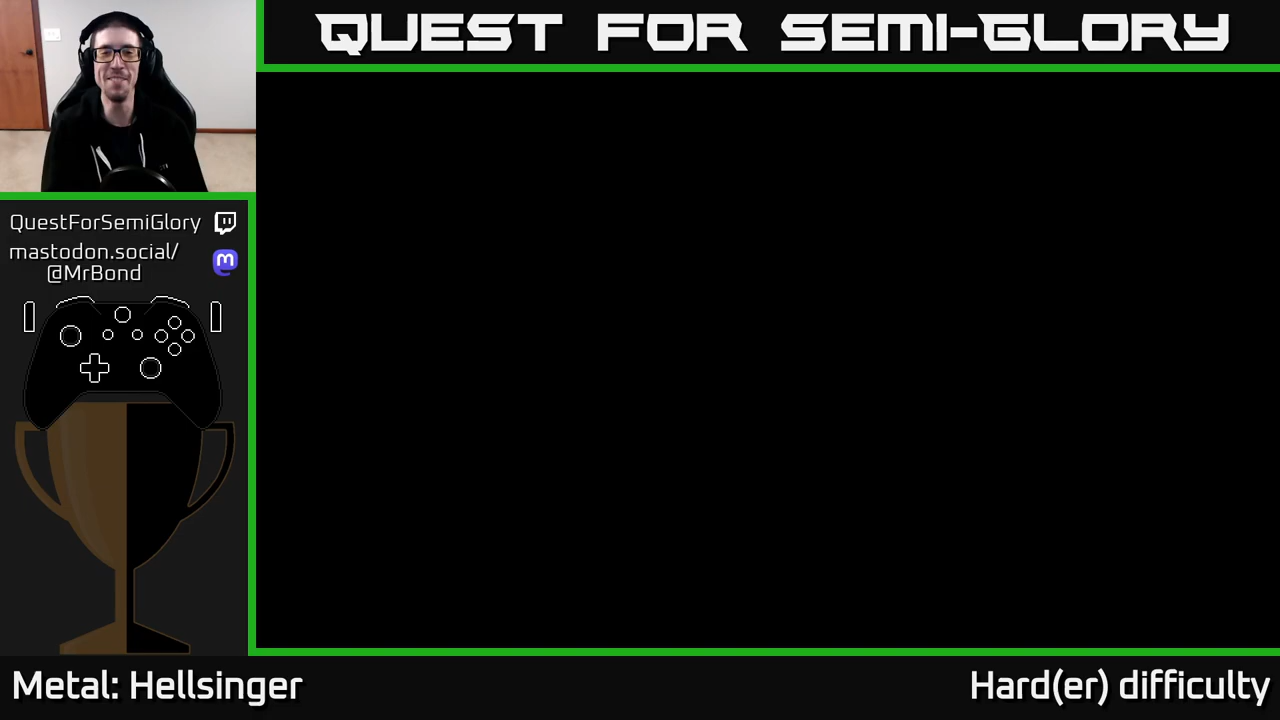 QUEST FOR SEMI-GLORY
QuestForSemiGlory
mastodon.social/
@MrBond
Metal: Hellsinger
Hard(er) difficulty